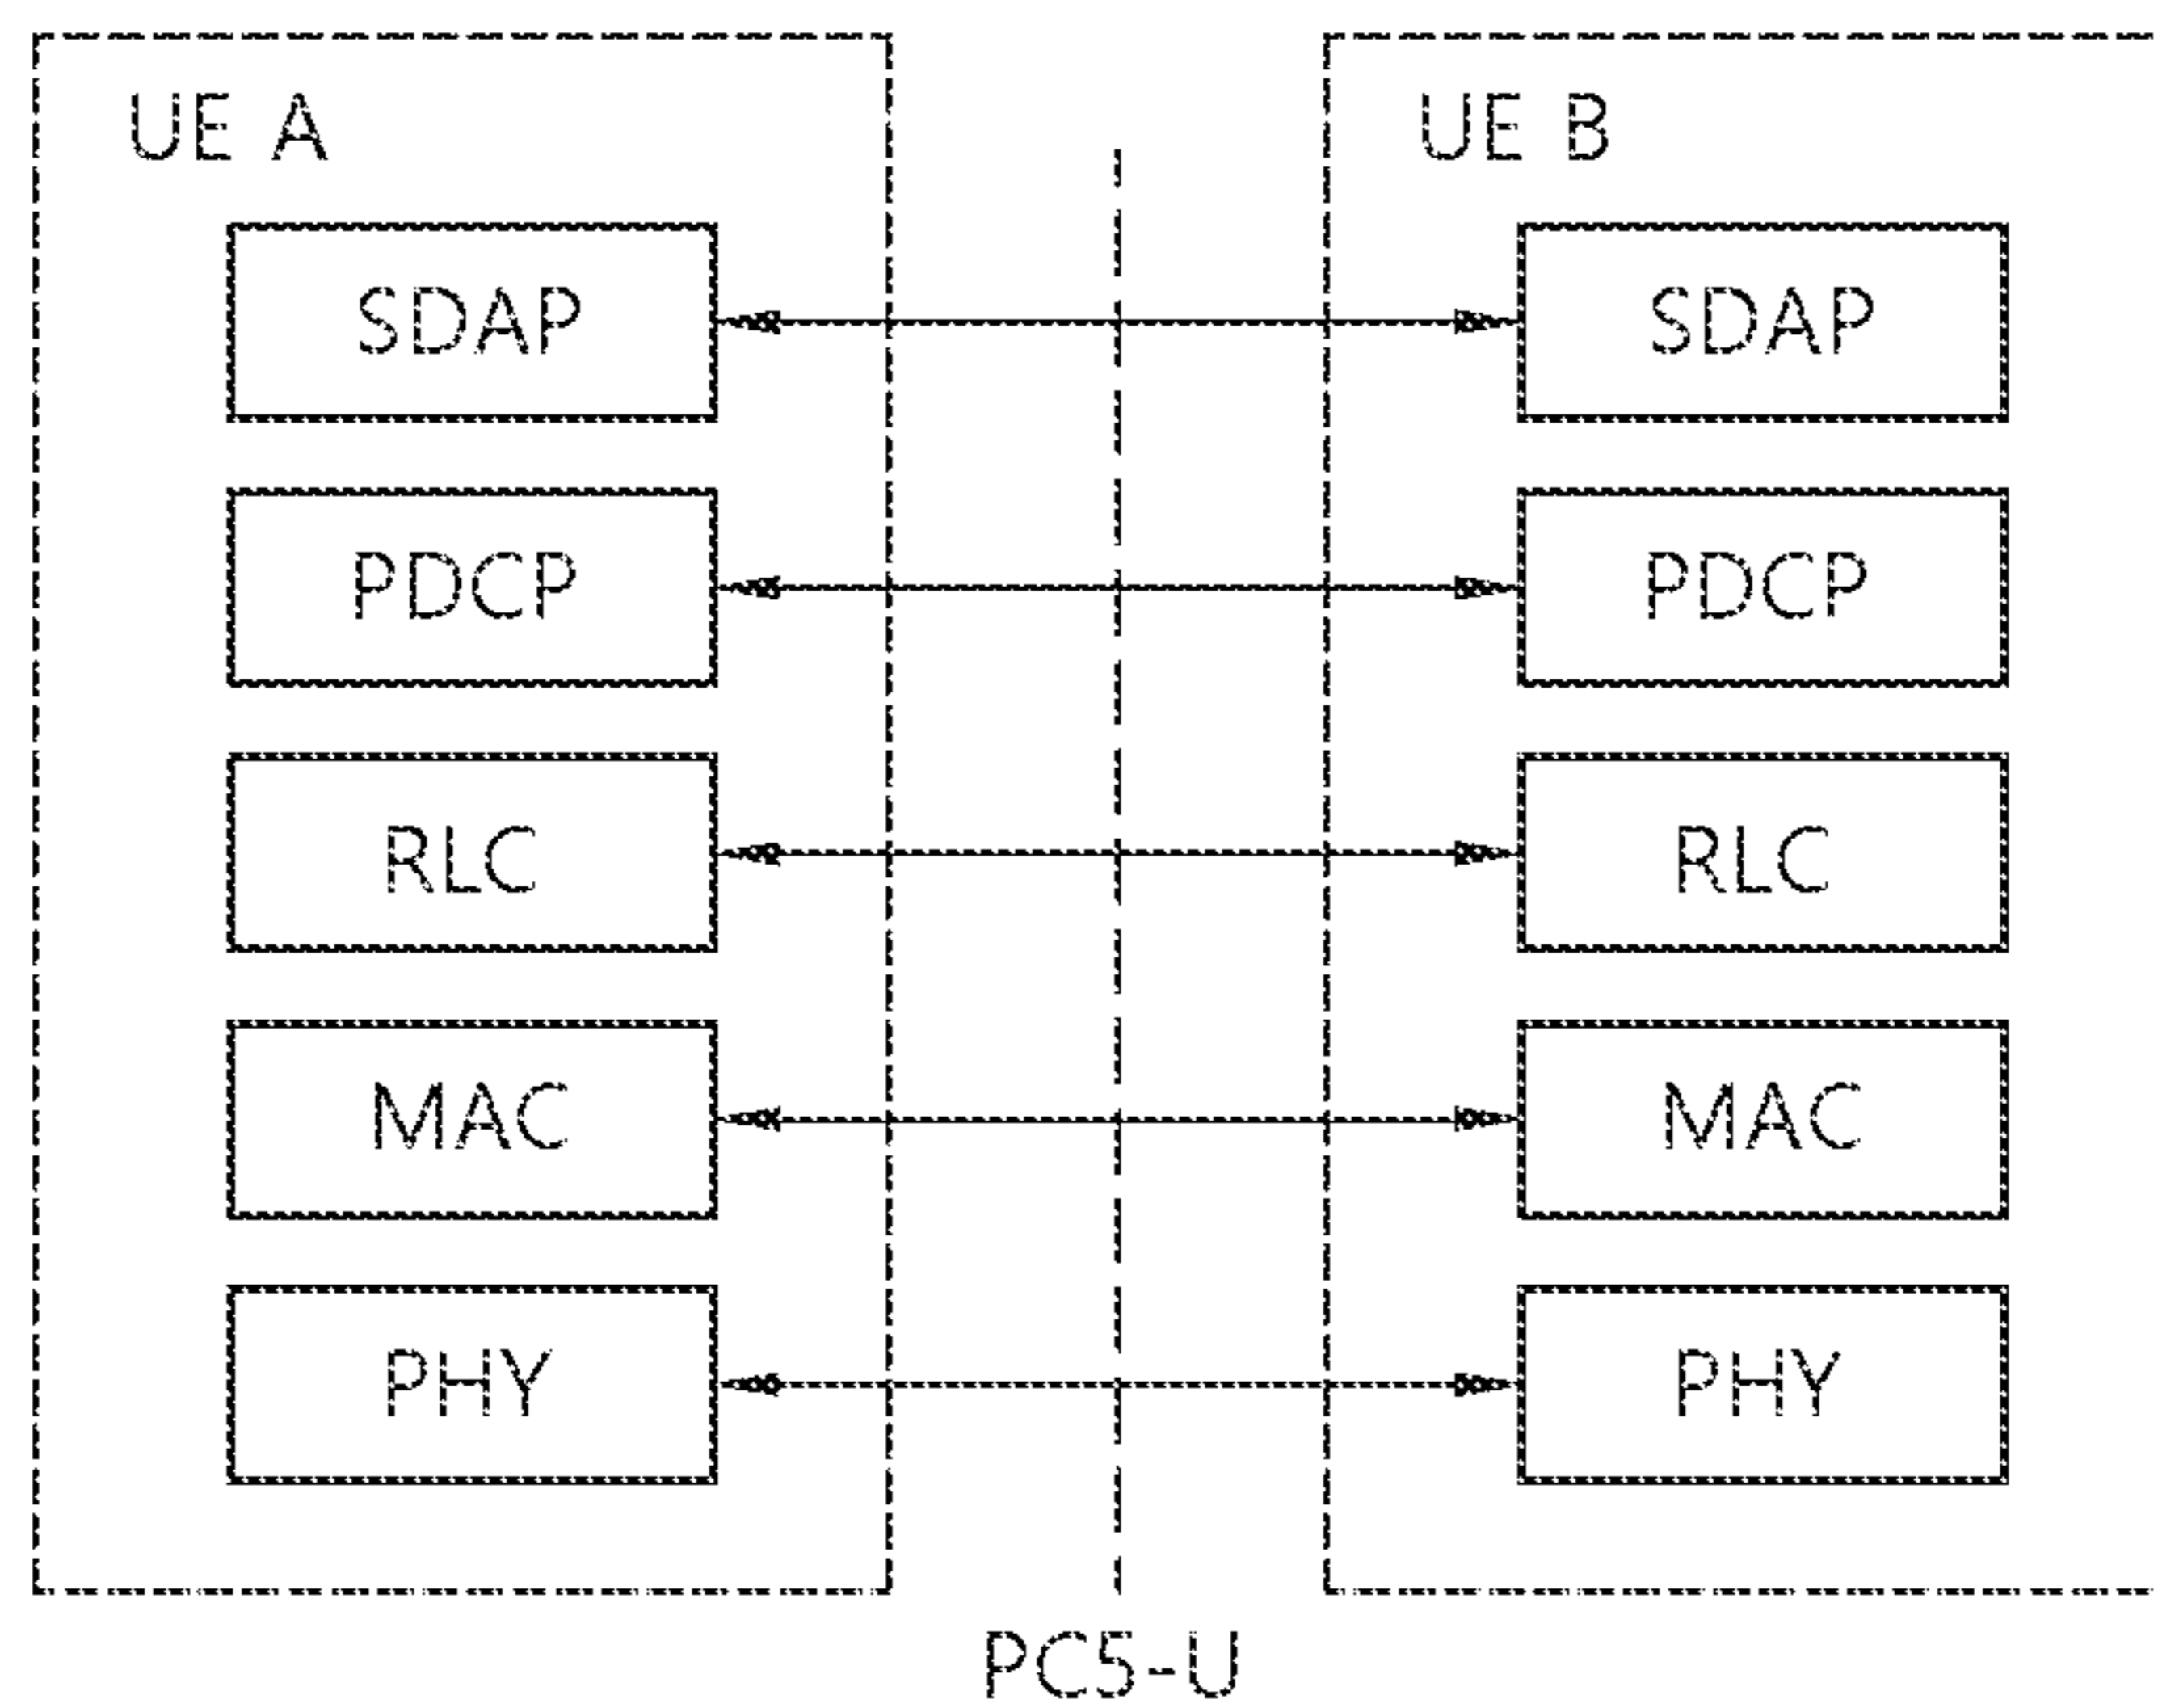 UE A
UE B
SDAP
SDAP
PDCP
PDCP
RLC
RLC
MAC
MAC
PHY
PHY
PC5-U